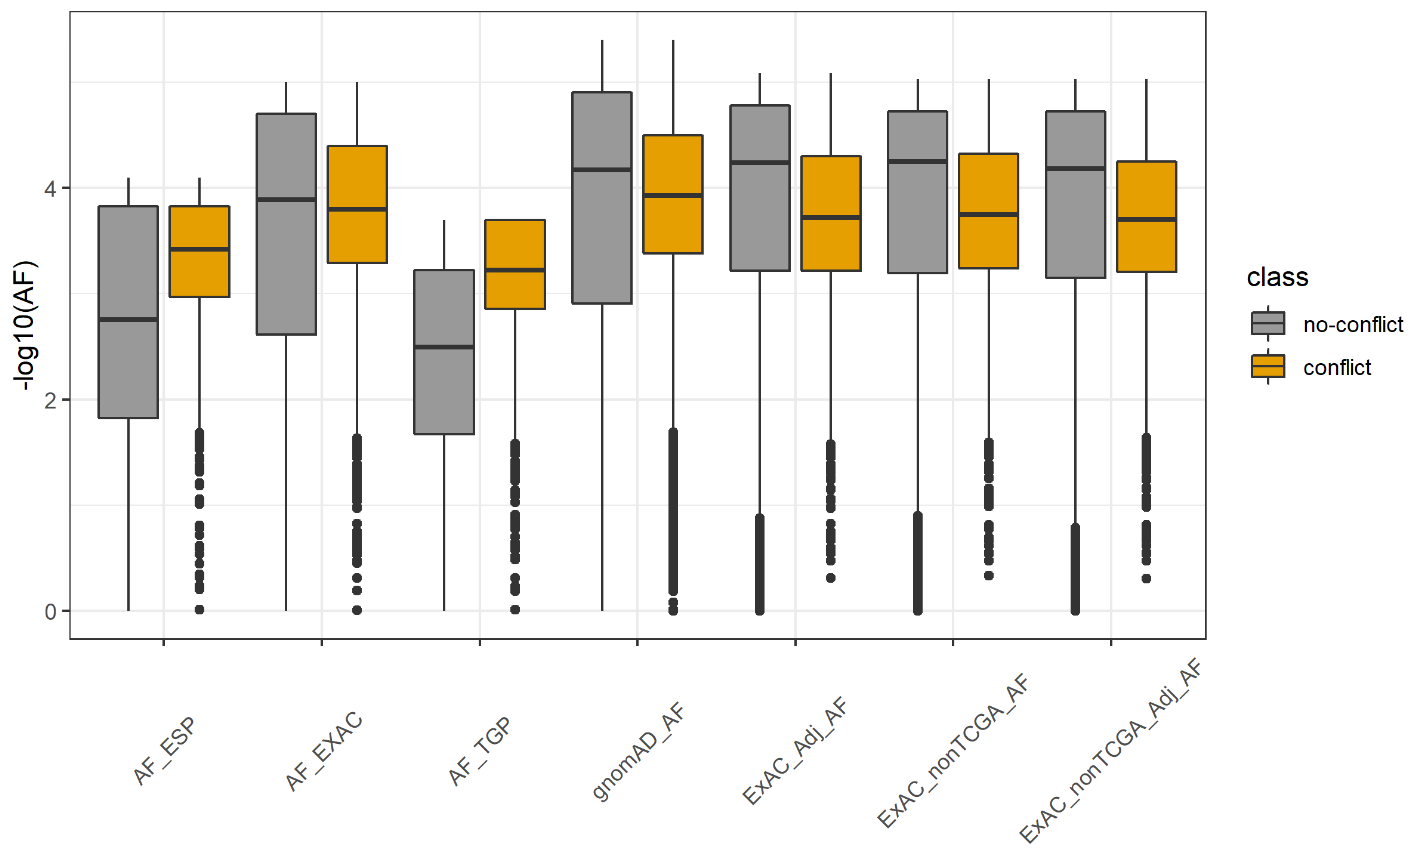 -log10(AF)
4
2
0
AF_ESP
AF_EXAC
AF_TGP
gnomAD_AF
ExAC_Adj_AF
ExAC_nonTCGA_AF
ExAC_nonTCGA_Adj_AF
class
no-conflict
conflict